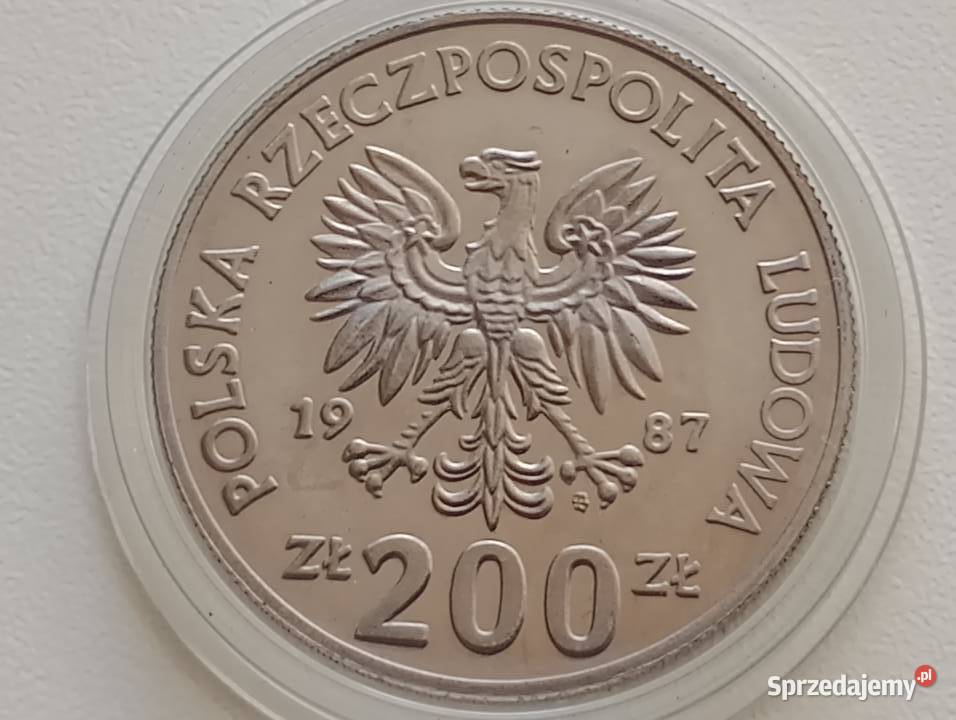 POLSKA RZECZPOSPOLITA LUDOWA
19 87
ZŁ 200 ZŁ
Sprzedajemy.pl